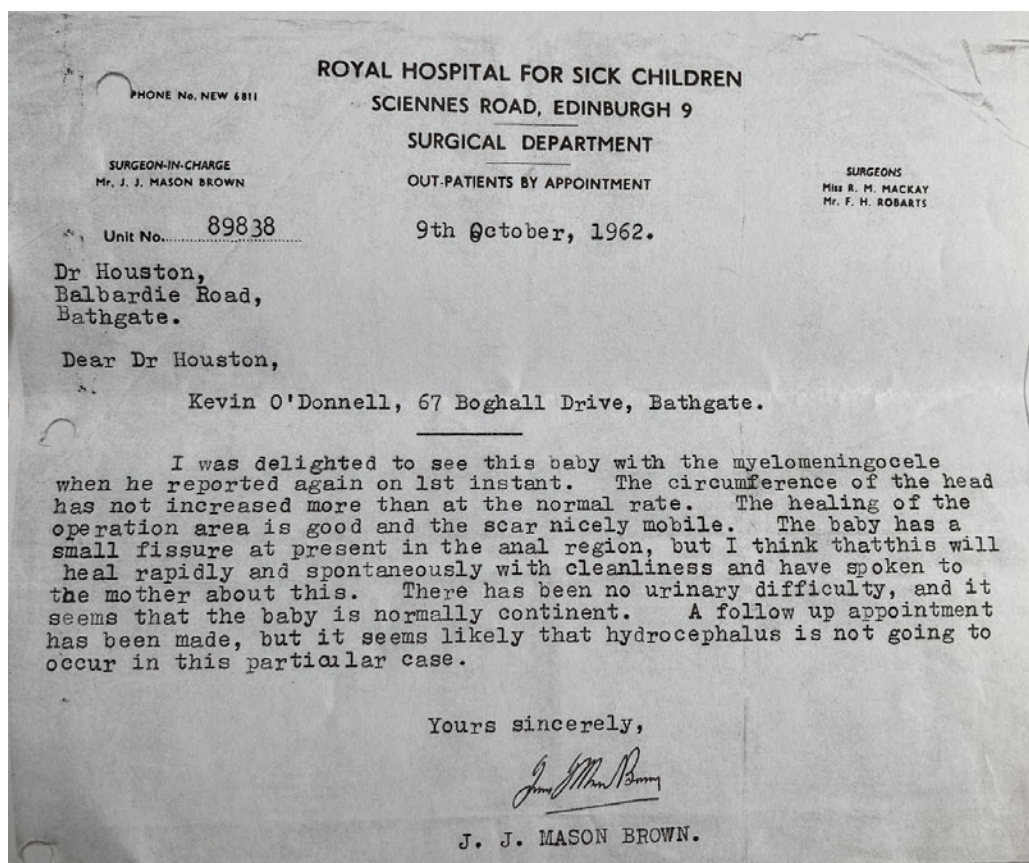 ROYAL HOSPITAL FOR SICK CHILDREN
PHONE No. NEW 6811
SCIENNES ROAD, EDINBURGH 9
SURGICAL DEPARTMENT
SURGEON-IN-CHARGE
Mr. J. J. MASON BROWN
OUT-PATIENTS BY APPOINTMENT
SURGEONS
Miss R. M. MACKAY
Mr. F. H. ROBARTS
Unit No. 89838
9th October, 1962.
Dr Houston,
Balbardie Road,
Bathgate.
Dear Dr Houston,
Kevin O'Donnell, 67 Boghall Drive, Bathgate.
I was delighted to see this baby with the myelomeningocele
when he reported again on 1st instant. The circumference of the head
has not increased more than at the normal rate. The healing of the
operation area is good and the scar nicely mobile. The baby has a
small fissure at present in the anal region, but I think thatthis will
heal rapidly and spontaneously with cleanliness and have spoken to
the mother about this. There has been no urinary difficulty, and it
seems that the baby is normally continent. A follow up appointment
has been made, but it seems likely that hydrocephalus is not going to
occur in this particular case.
Yours sincerely,
J. J. MASON BROWN.